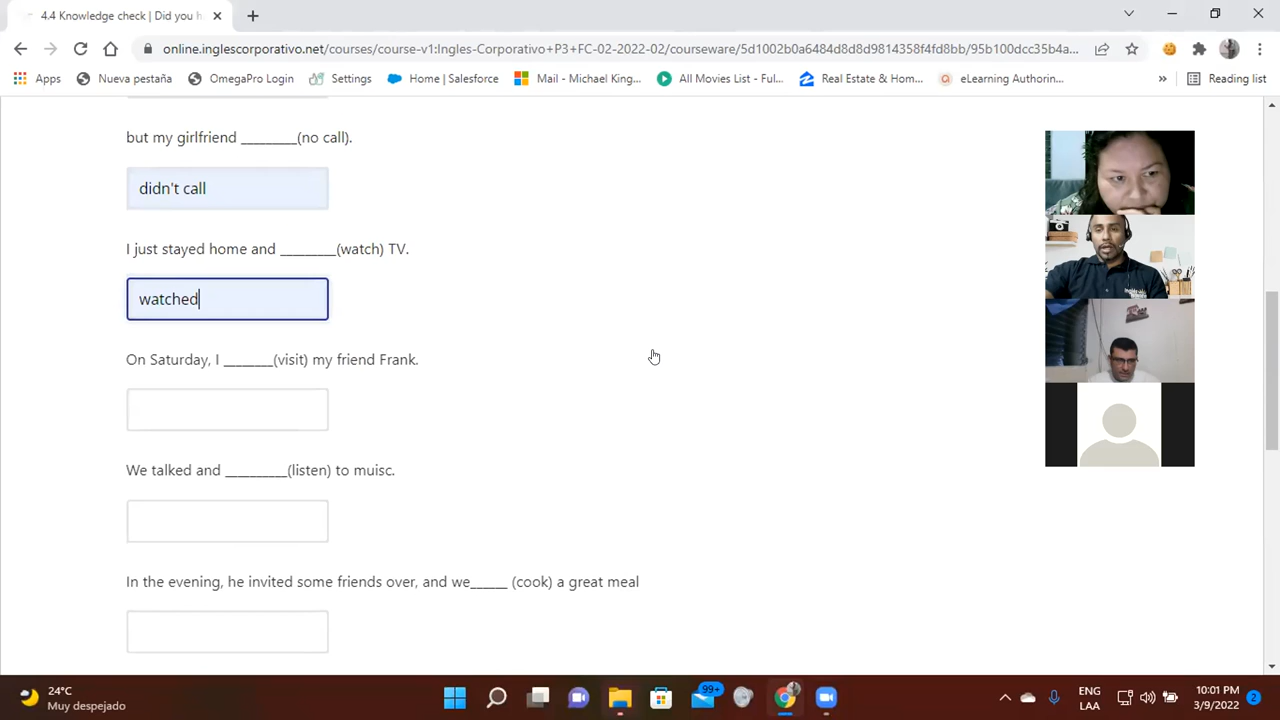 4.4 Knowledge check | Did you h
online.inglescorporativo.net/courses/course-v1:Ingles-Corporativo+P3+FC-02-2022-02/courseware/5d1002b0a6484d8d8d9814358f4fd8bb/95b100dcc35b4a...
Apps Nueva pestaña OmegaPro Login Settings Home | Salesforce Mail - Michael King... All Movies List - Ful... Real Estate & Hom... eLearning Authorin... » Reading list
but my girlfriend _________(no call).
didn't call
I just stayed home and _________(watch) TV.
watched
On Saturday, I ________(visit) my friend Frank.
We talked and __________(listen) to muisc.
In the evening, he invited some friends over, and we______ (cook) a great meal
24°C
Muy despejado
99+
ENG
LAA
10:01 PM
3/9/2022
2